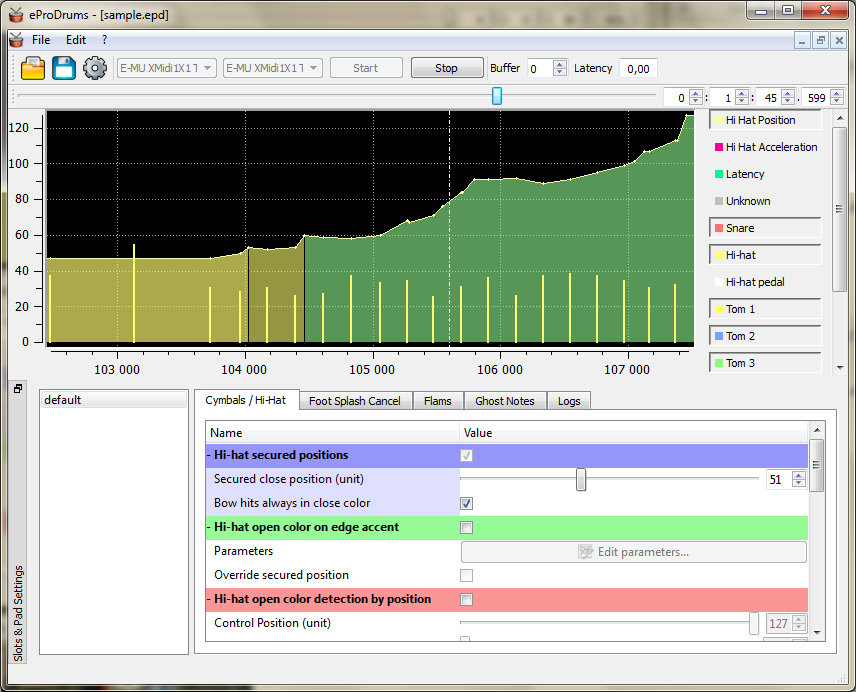 eProDrums - [sample.epd]
File Edit ?
E-MU XMidi1X1 T E-MU XMidi1X1 T Start Stop Buffer 0 Latency 0,00
0 : 1 : 45 . 599
120
100
80
60
40
20
0
103 000 104 000 105 000 106 000 107 000
Hi Hat Position
Hi Hat Acceleration
Latency
Unknown
Snare
Hi-hat
Hi-hat pedal
Tom 1
Tom 2
Tom 3
Slots & Pad Settings
default
Cymbals / Hi-Hat Foot Splash Cancel Flams Ghost Notes Logs
Name Value
- Hi-hat secured positions
Secured close position (unit) 51
Bow hits always in close color
- Hi-hat open color on edge accent
Parameters Edit parameters...
Override secured position
- Hi-hat open color detection by position
Control Position (unit) 127